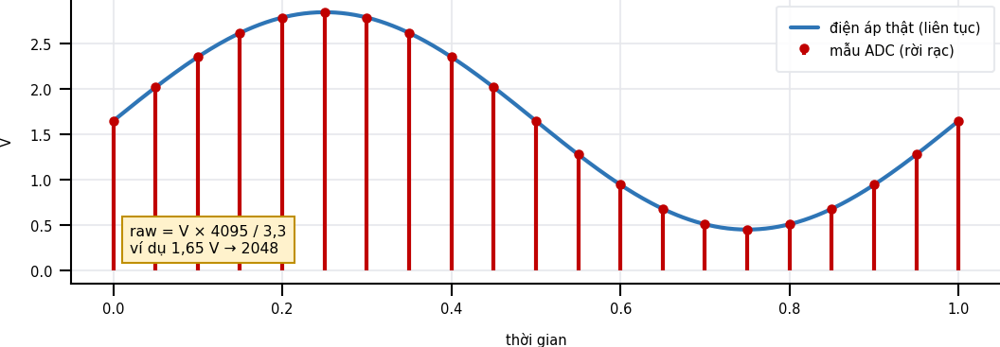 điện áp thật (liên tục)
mẫu ADC (rời rạc)
2.5
2.0
1.5
1.0
0.5
0.0
V
raw = V × 4095 / 3,3
ví dụ 1,65 V → 2048
0.0 0.2 0.4 0.6 0.8 1.0
thời gian